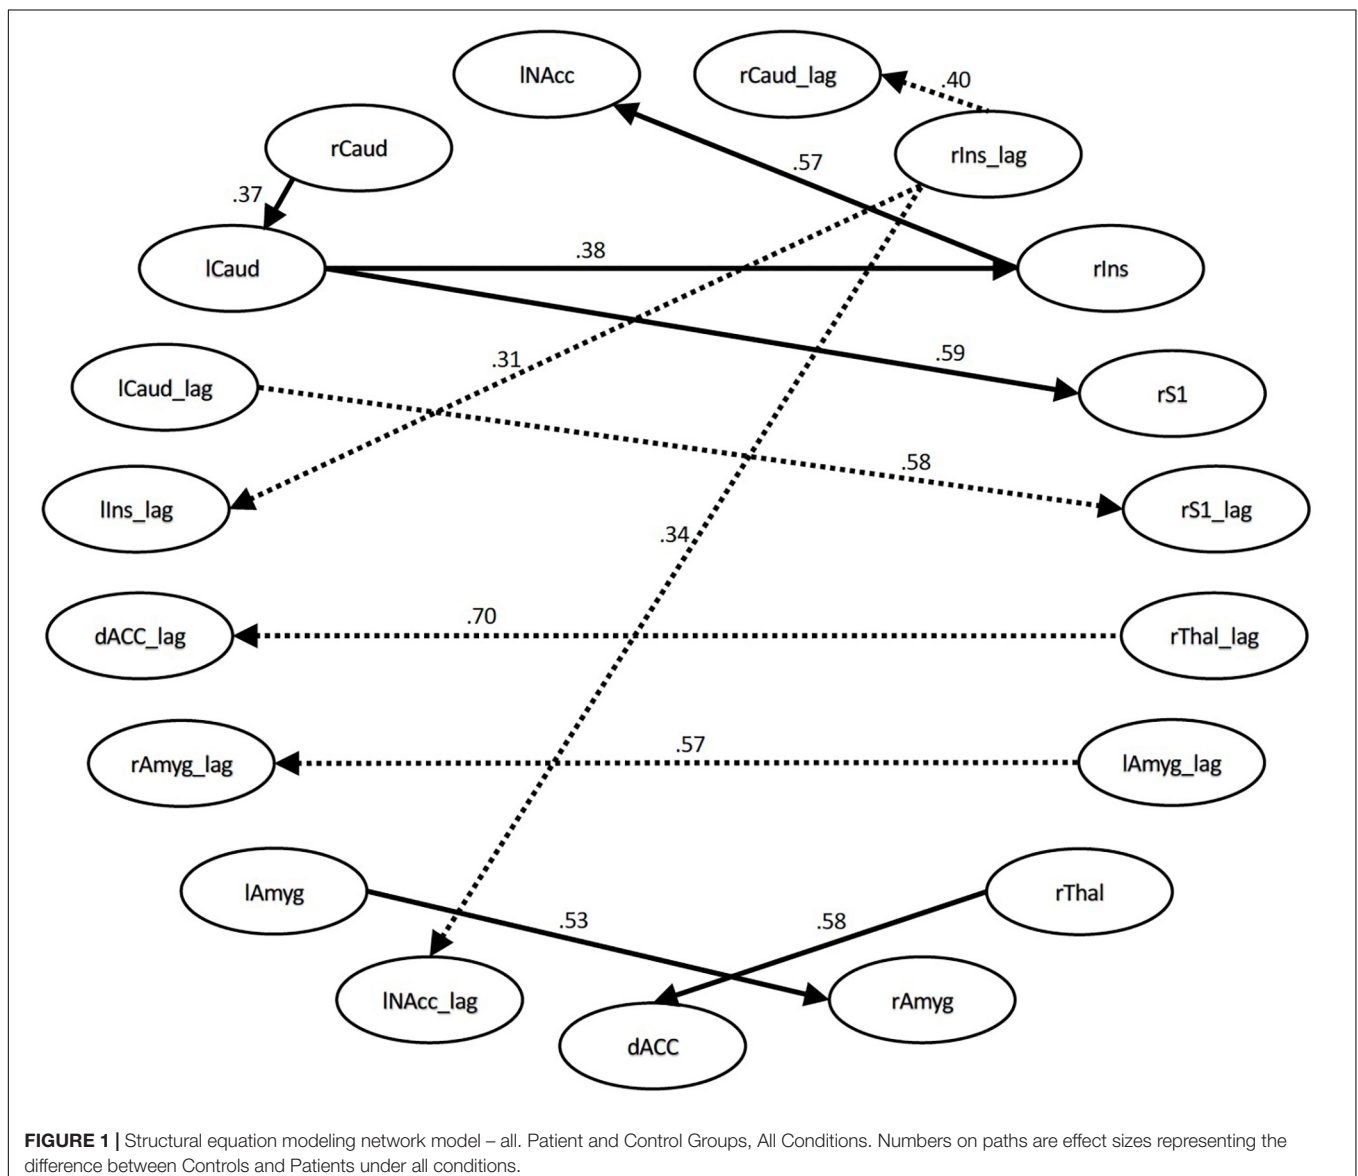 lNAcc
rCaud_lag
.40
rCaud
rIns_lag
.57
.37
.38
lCaud
rIns
.31
.59
lCaud_lag
rS1
.58
lIns_lag
rS1_lag
.34
.70
dACC_lag
rThal_lag
.57
rAmyg_lag
lAmyg_lag
lAmyg
rThal
.53
.58
lNAcc_lag
rAmyg
dACC
FIGURE 1 | Structural equation modeling network model – all. Patient and Control Groups, All Conditions. Numbers on paths are effect sizes representing the
difference between Controls and Patients under all conditions.